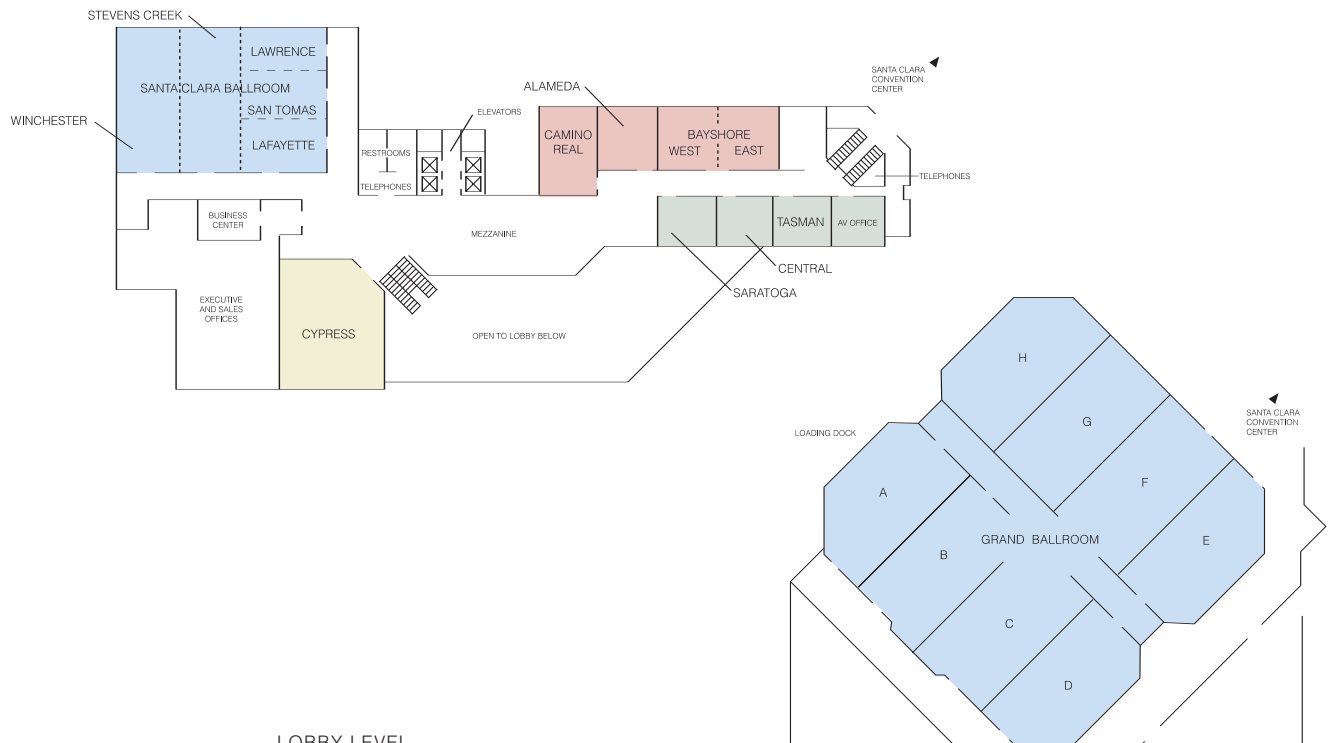 STEVENS CREEK
LAWRENCE
SANTA CLARA BALLROOM
SAN TOMAS
WINCHESTER
LAFAYETTE
RESTROOMS
TELEPHONES
ELEVATORS
ALAMEDA
CAMINO
REAL
BAYSHORE
WEST EAST
SANTA CLARA
CONVENTION
CENTER
TELEPHONES
BUSINESS
CENTER
MEZZANINE
TASMAN
AV OFFICE
CENTRAL
SARATOGA
EXECUTIVE
AND SALES
OFFICES
CYPRESS
OPEN TO LOBBY BELOW
H
G
LOADING DOCK
SANTA CLARA
CONVENTION
CENTER
A
F
GRAND BALLROOM
E
B
C
D
LOBBY LEVEL